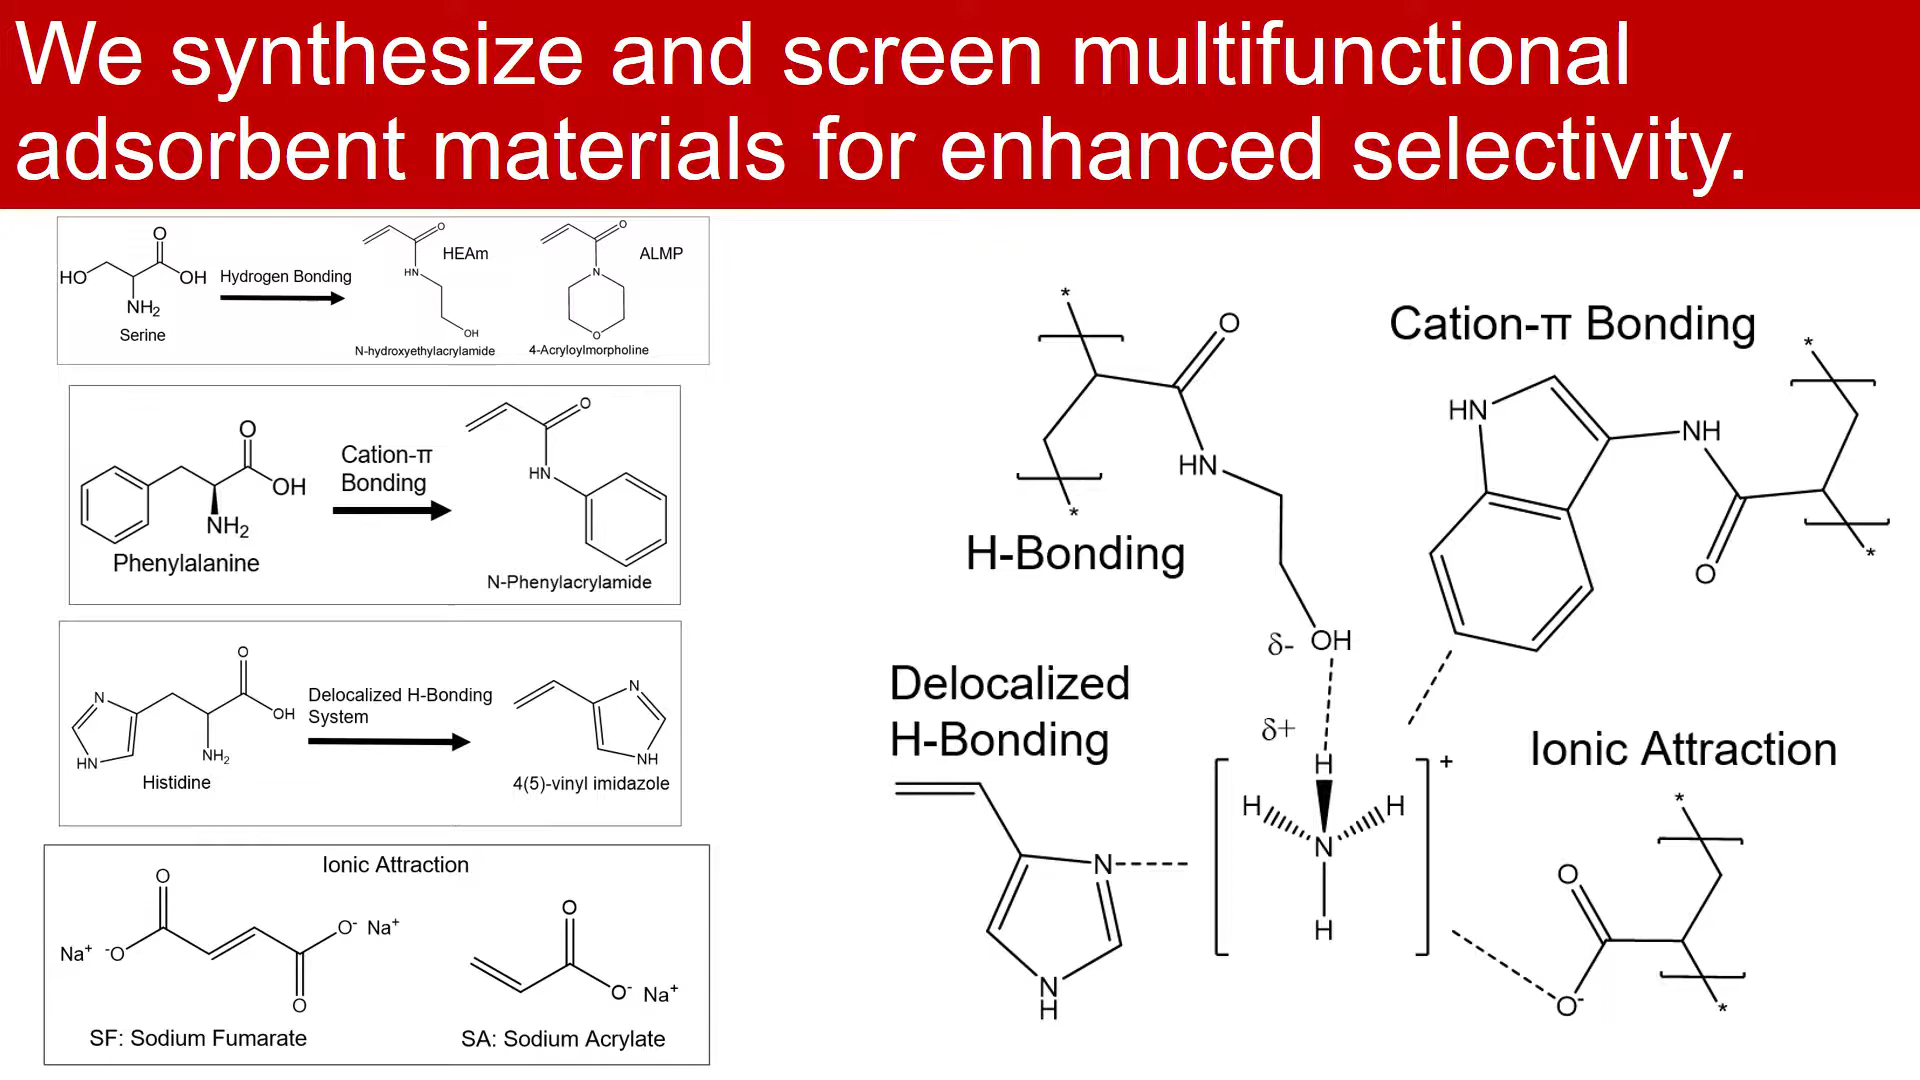 We synthesize and screen multifunctional
adsorbent materials for enhanced selectivity.
O
HO
OH
NH2
Serine
Hydrogen Bonding
O
HEAm
HN
OH
N-hydroxyethylacrylamide
O
ALMP
N
O
4-Acryloylmorpholine
O
OH
NH2
Phenylalanine
Cation-π
Bonding
O
HN
N-Phenylacrylamide
O
N
OH
HN
NH2
Histidine
Delocalized H-Bonding
System
N
NH
4(5)-vinyl imidazole
Ionic Attraction
O
Na+ -O
O- Na+
O
SF: Sodium Fumarate
O
O- Na+
SA: Sodium Acrylate
*
O
HN
*
H-Bonding
δ- OH
δ+
Cation-π Bonding
*
HN
NH
O
*
Delocalized
H-Bonding
N
N
H
H
H
H
N
H
+
Ionic Attraction
*
O
O-
*